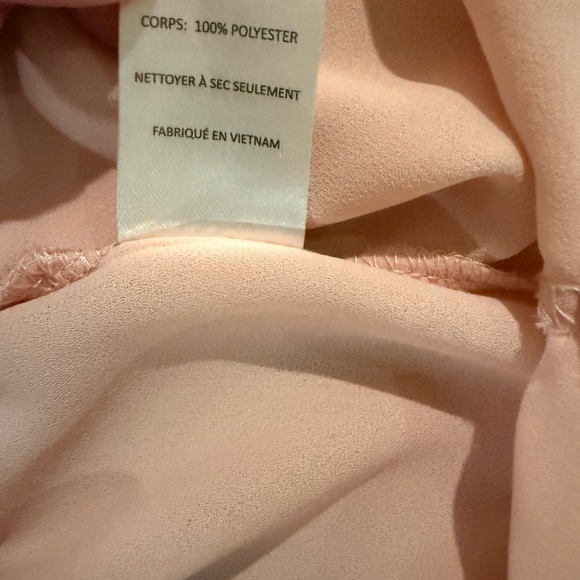 CORPS: 100% POLYESTER
NETTOYER À SEC SEULEMENT
FABRIQUÉ EN VIETNAM